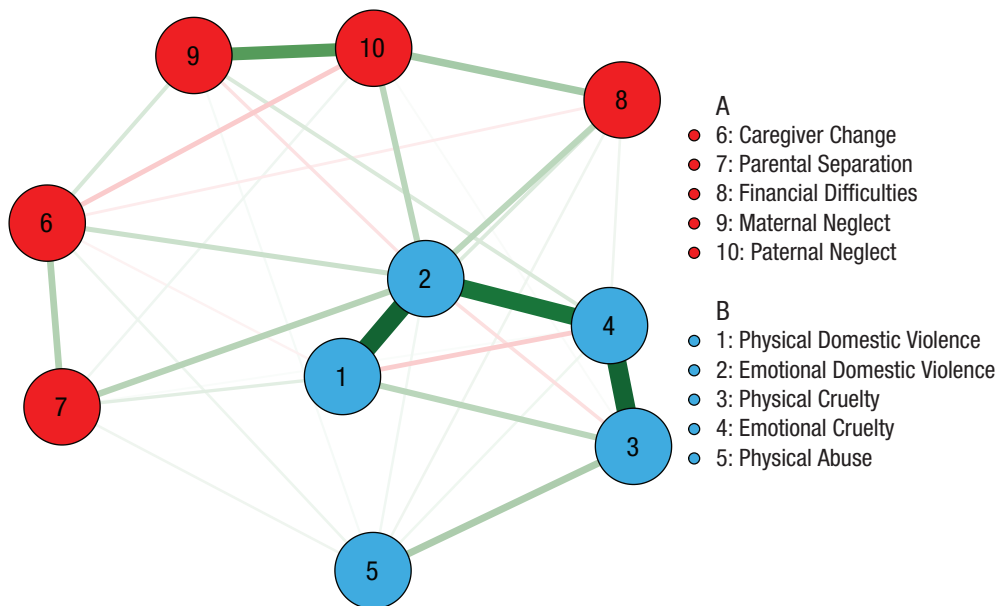 9
10
8
6
2
4
1
7
3
5
A
6: Caregiver Change
7: Parental Separation
8: Financial Difficulties
9: Maternal Neglect
10: Paternal Neglect
B
1: Physical Domestic Violence
2: Emotional Domestic Violence
3: Physical Cruelty
4: Emotional Cruelty
5: Physical Abuse